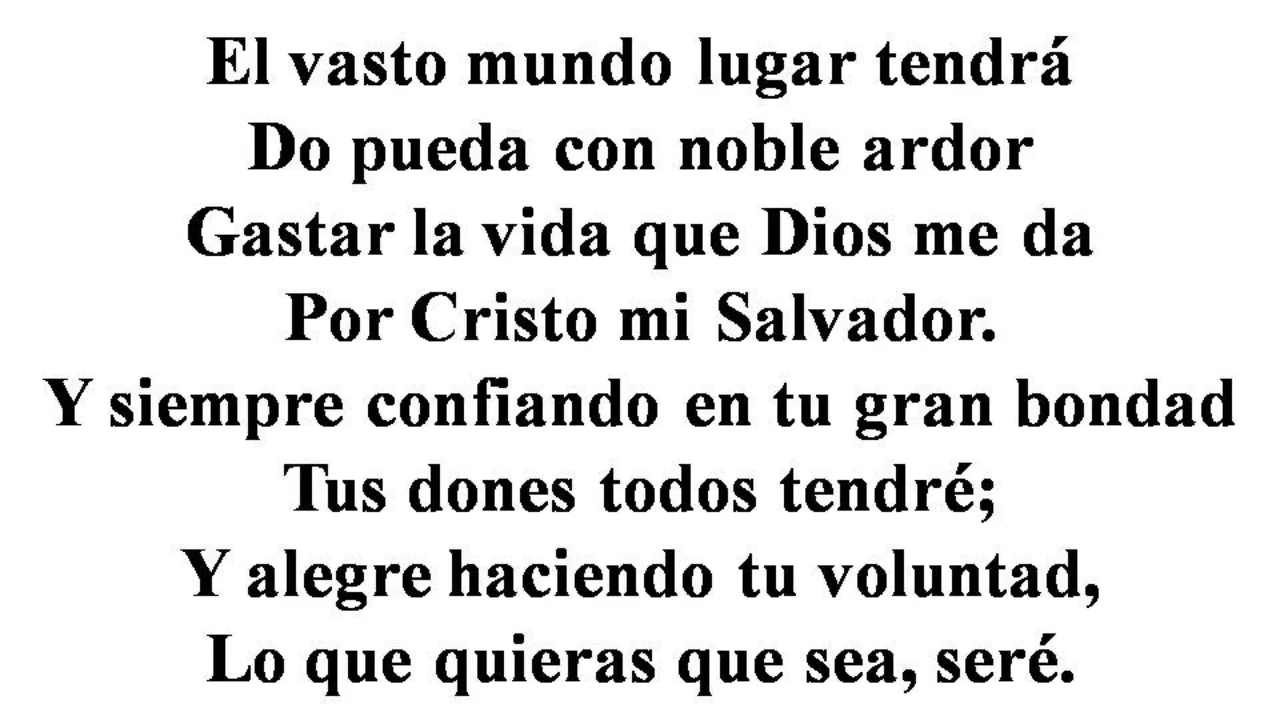 El vasto mundo lugar tendrá
Do pueda con noble ardor
Gastar la vida que Dios me da
Por Cristo mi Salvador.
Y siempre confiando en tu gran bondad
Tus dones todos tendré;
Y alegre haciendo tu voluntad,
Lo que quieras que sea, seré.